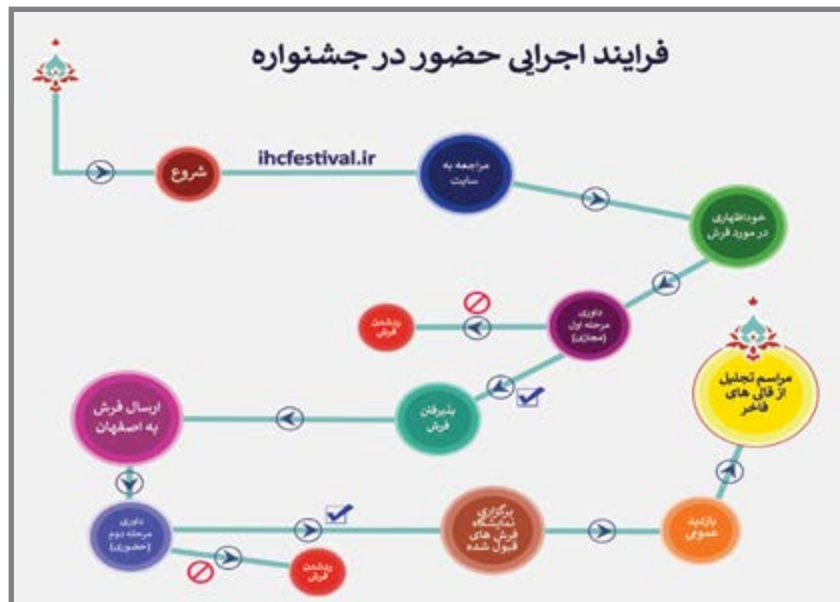 فرایند اجرایی حضور در جشنواره
شروع
ihcfestival.ir
مراجعه به
سایت
خوداظهاری
در مورد فرش
داوری
مرحله اول
(مجازی)
ردشدن
فرش
پذیرفتن
فرش
ارسال فرش
به اصفهان
داوری
مرحله دوم
(حضوری)
ردشدن
فرش
برگزاری
نمایشگاه
فرش های
قبول شده
بازدید
عمومی
مراسم تجلیل
از قالی های
فاخر